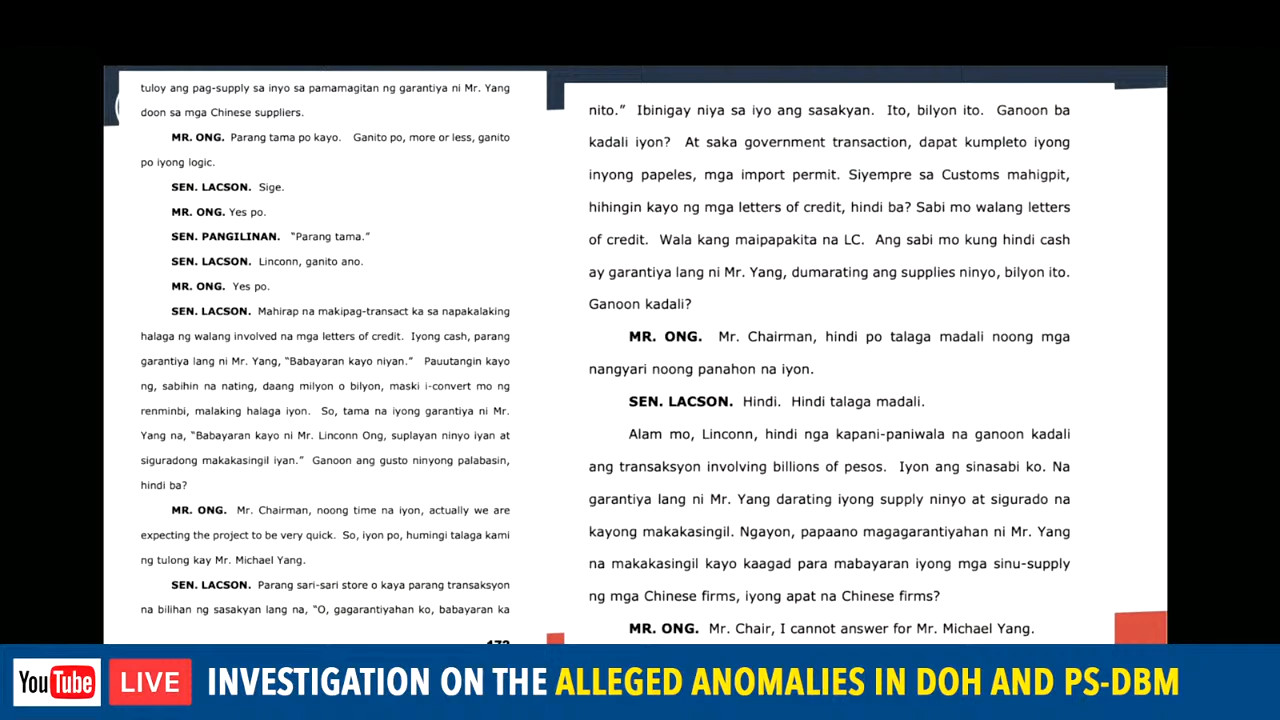 tuloy ang pag-supply sa inyo sa pamamagitan ng garantiya ni Mr. Yang
doon sa mga Chinese suppliers.
MR. ONG. Parang tama po kayo. Ganito po, more or less, ganito
po iyong logic.
SEN. LACSON. Sige.
MR. ONG. Yes po.
SEN. PANGILINAN. “Parang tama.”
SEN. LACSON. Linconn, ganito ano.
MR. ONG. Yes po.
SEN. LACSON. Mahirap na makipag-transact ka sa napakalaking
halaga ng walang involved na mga letters of credit. Iyong cash, parang
garantiya lang ni Mr. Yang, “Babayaran kayo niyan.” Pauutangin kayo
ng, sabihin na nating, daang milyon o bilyon, maski i-convert mo ng
renminbi, malaking halaga iyon. So, tama na iyong garantiya ni Mr.
Yang na, “Babayaran kayo ni Mr. Linconn Ong, suplayan ninyo iyan at
siguradong makakasingil iyan.” Ganoon ang gusto ninyong palabasin,
hindi ba?
MR. ONG. Mr. Chairman, noong time na iyon, actually we are
expecting the project to be very quick. So, iyon po, humingi talaga kami
ng tulong kay Mr. Michael Yang.
SEN. LACSON. Parang sari-sari store o kaya parang transaksyon
na bilihan ng sasakyan lang na, “O, gagarantiyahan ko, babayaran ka
nito.” Ibinigay niya sa iyo ang sasakyan. Ito, bilyon ito. Ganoon ba
kadali iyon? At saka government transaction, dapat kumpleto iyong
inyong papeles, mga import permit. Siyempre sa Customs mahigpit,
hihingin kayo ng mga letters of credit, hindi ba? Sabi mo walang letters
of credit. Wala kang maipapakita na LC. Ang sabi mo kung hindi cash
ay garantiya lang ni Mr. Yang, dumarating ang supplies ninyo, bilyon ito.
Ganoon kadali?
MR. ONG. Mr. Chairman, hindi po talaga madali noong mga
nangyari noong panahon na iyon.
SEN. LACSON. Hindi. Hindi talaga madali.
Alam mo, Linconn, hindi nga kapani-paniwala na ganoon kadali
ang transaksyon involving billions of pesos. Iyon ang sinasabi ko. Na
garantiya lang ni Mr. Yang darating iyong supply ninyo at sigurado na
kayong makakasingil. Ngayon, papaano magagarantiyahan ni Mr. Yang
na makakasingil kayo kaagad para mabayaran iyong mga sinu-supply
ng mga Chinese firms, iyong apat na Chinese firms?
MR. ONG. Mr. Chair, I cannot answer for Mr. Michael Yang.
YouTube LIVE INVESTIGATION ON THE ALLEGED ANOMALIES IN DOH AND PS-DBM